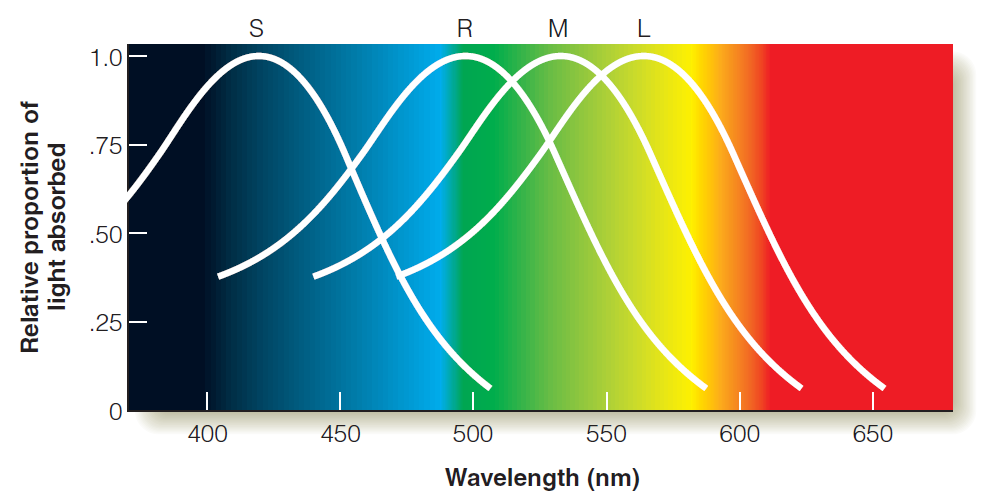 S R M L
1.0
.75
.50
.25
0
Relative proportion of
light absorbed
400 450 500 550 600 650
Wavelength (nm)